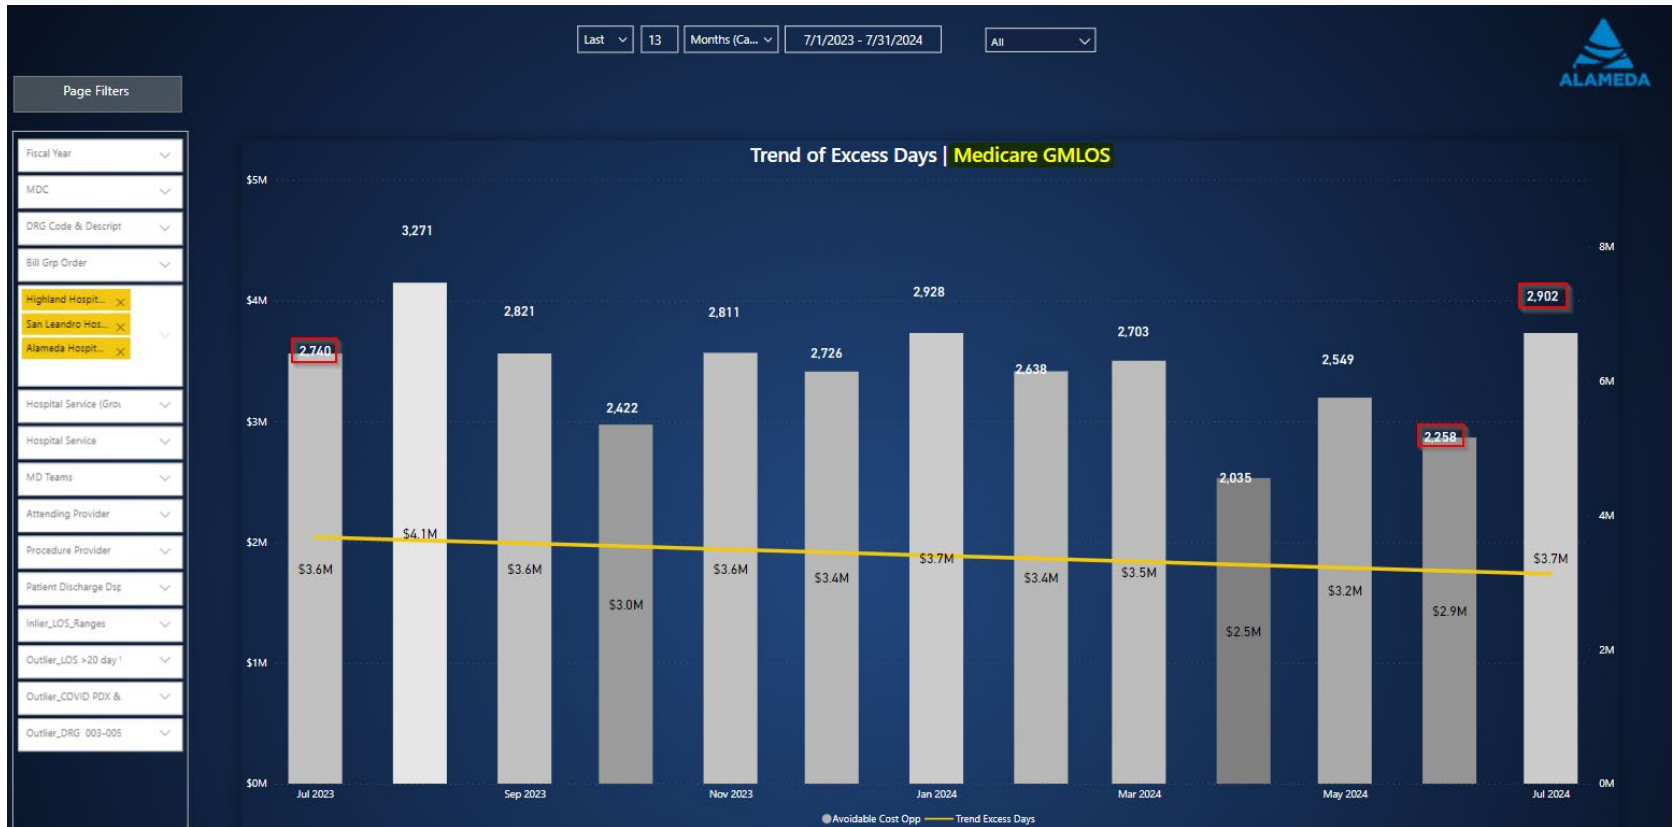 Last 13 Months (Ca... 7/1/2023 - 7/31/2024 All
ALAMEDA
Page Filters
Fiscal Year
MDC
DRG Code & Descript
Bill Grp Order
Highland Hospit...
San Leandro Hos...
Alameda Hospit...
Hospital Service (Grou
Hospital Service
MD Teams
Attending Provider
Procedure Provider
Patient Discharge Dsp
Inlier_LOS_Ranges
Outlier_LOS >20 day
Outlier_COVID PDX &
Outlier_DRG 003-005
Trend of Excess Days | Medicare GMLOS
$5M
$4M
$3M
$2M
$1M
$0M
8M
6M
4M
2M
0M
2,740
3,271
2,821
2,422
2,811
2,726
2,928
2,638
2,703
2,035
2,549
2,258
2,902
$3.6M
$4.1M
$3.6M
$3.0M
$3.6M
$3.4M
$3.7M
$3.4M
$3.5M
$2.5M
$3.2M
$2.9M
$3.7M
Jul 2023 Sep 2023 Nov 2023 Jan 2024 Mar 2024 May 2024 Jul 2024
Avoidable Cost Opp Trend Excess Days